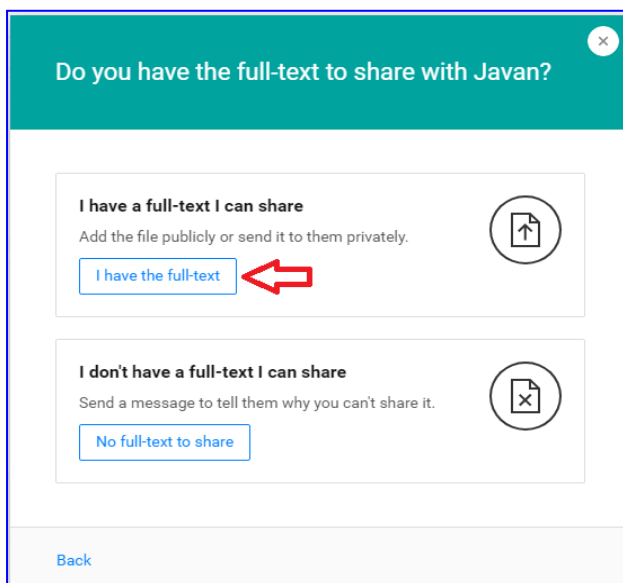 Do you have the full-text to share with Javan?
I have a full-text I can share
Add the file publicly or send it to them privately.
I have the full-text
I don't have a full-text I can share
Send a message to tell them why you can't share it.
No full-text to share
Back